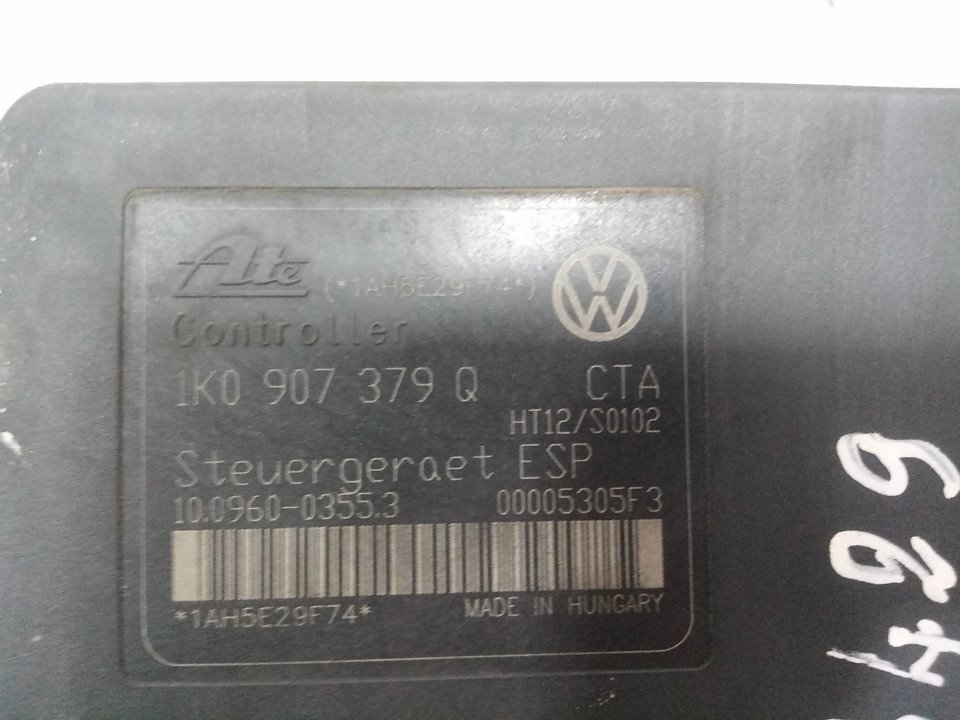 Ate (*1AH5E29F74*)
Controller
1K0 907 379 Q CTA
HT12/S0102
Steuergeraet ESP
10.0960-0355.3 00005305F3
*1AH5E29F74* MADE IN HUNGARY
429